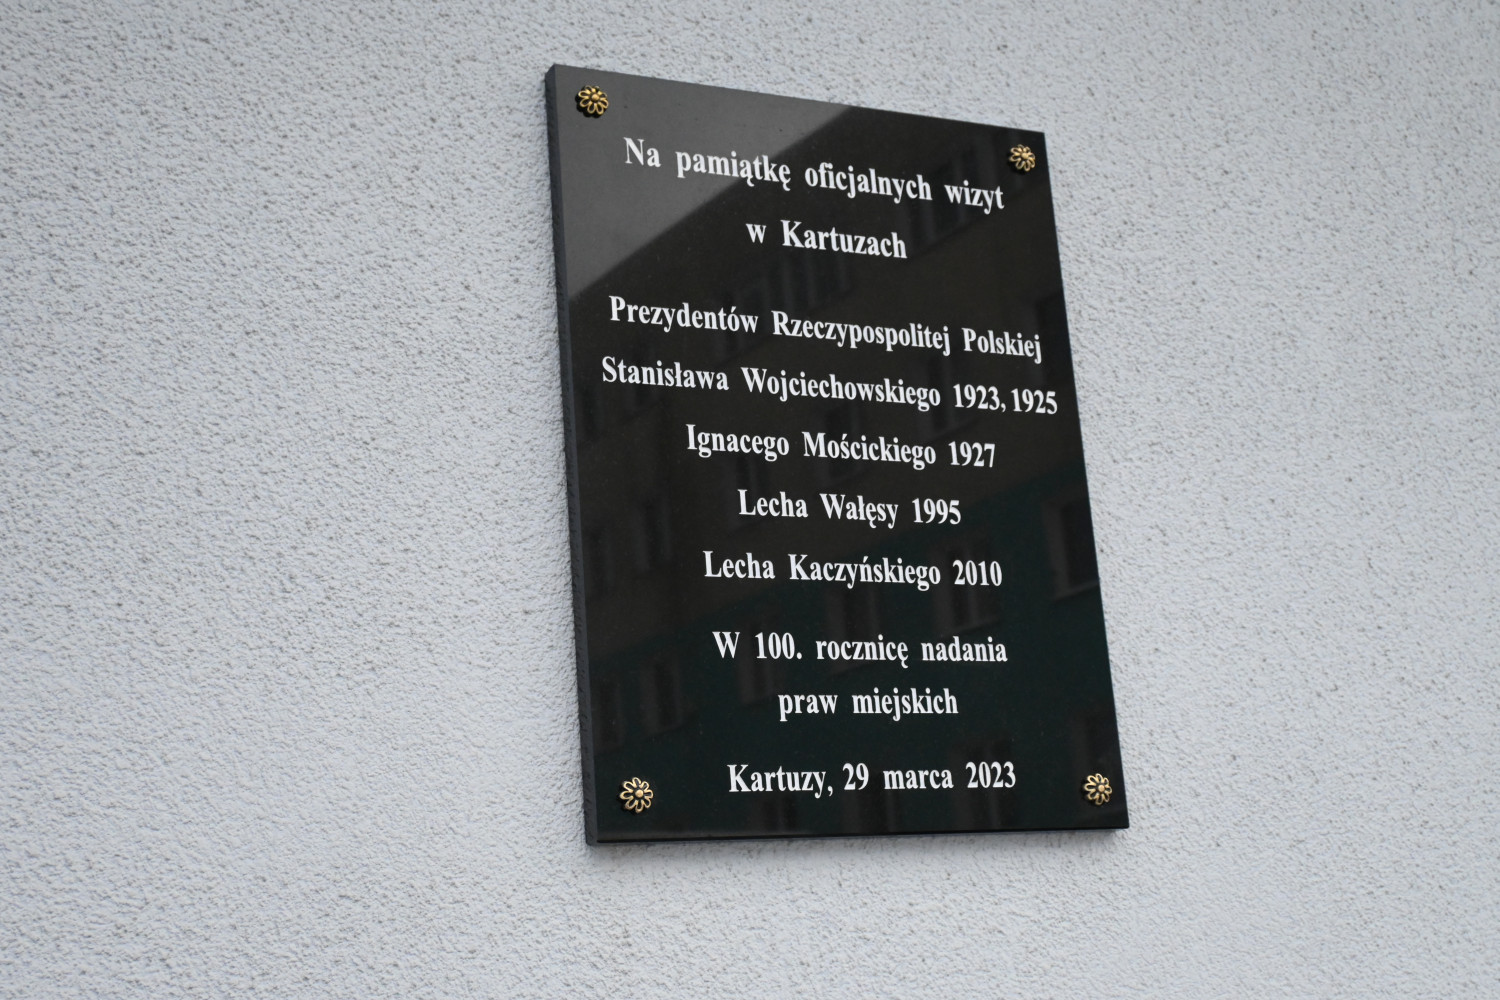 Na pamiątkę oficjalnych wizyt
w Kartuzach
Prezydentów Rzeczypospolitej Polskiej
Stanisława Wojciechowskiego 1923, 1925
Ignacego Mościckiego 1927
Lecha Wałęsy 1995
Lecha Kaczyńskiego 2010
W 100. rocznicę nadania
praw miejskich
Kartuzy, 29 marca 2023